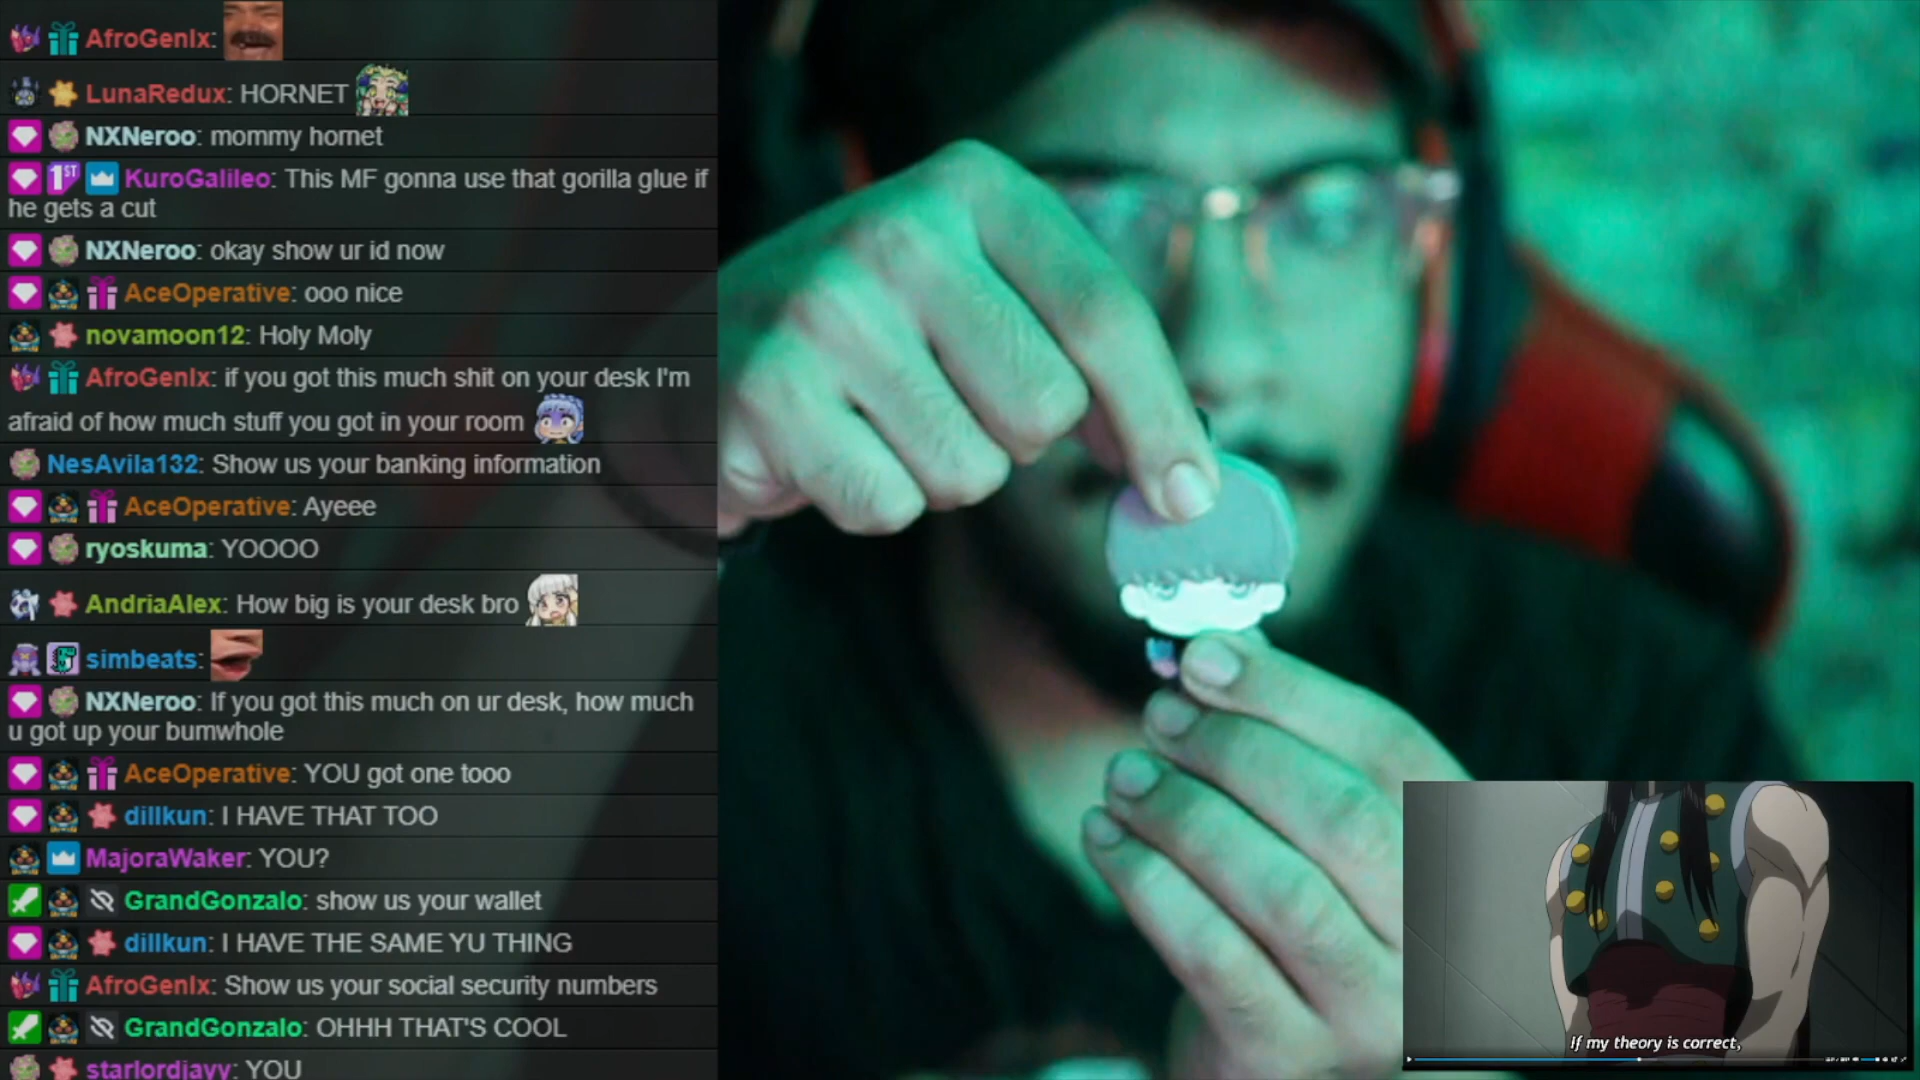 AfroGenIx:
LunaRedux: HORNET
NXNeroo: mommy hornet
1ST KuroGalileo: This MF gonna use that gorilla glue if
he gets a cut
NXNeroo: okay show ur id now
AceOperative: ooo nice
novamoon12: Holy Moly
AfroGenIx: if you got this much shit on your desk I'm
afraid of how much stuff you got in your room
NesAvila132: Show us your banking information
AceOperative: Ayeee
ryoskuma: YOOOO
AndriaAlex: How big is your desk bro
simbeats:
NXNeroo: If you got this much on ur desk, how much
u got up your bumwhole
AceOperative: YOU got one tooo
dillkun: I HAVE THAT TOO
MajoraWaker: YOU?
GrandGonzalo: show us your wallet
dillkun: I HAVE THE SAME YU THING
AfroGenIx: Show us your social security numbers
GrandGonzalo: OHHH THAT'S COOL
starlordjayy: YOU
If my theory is correct,